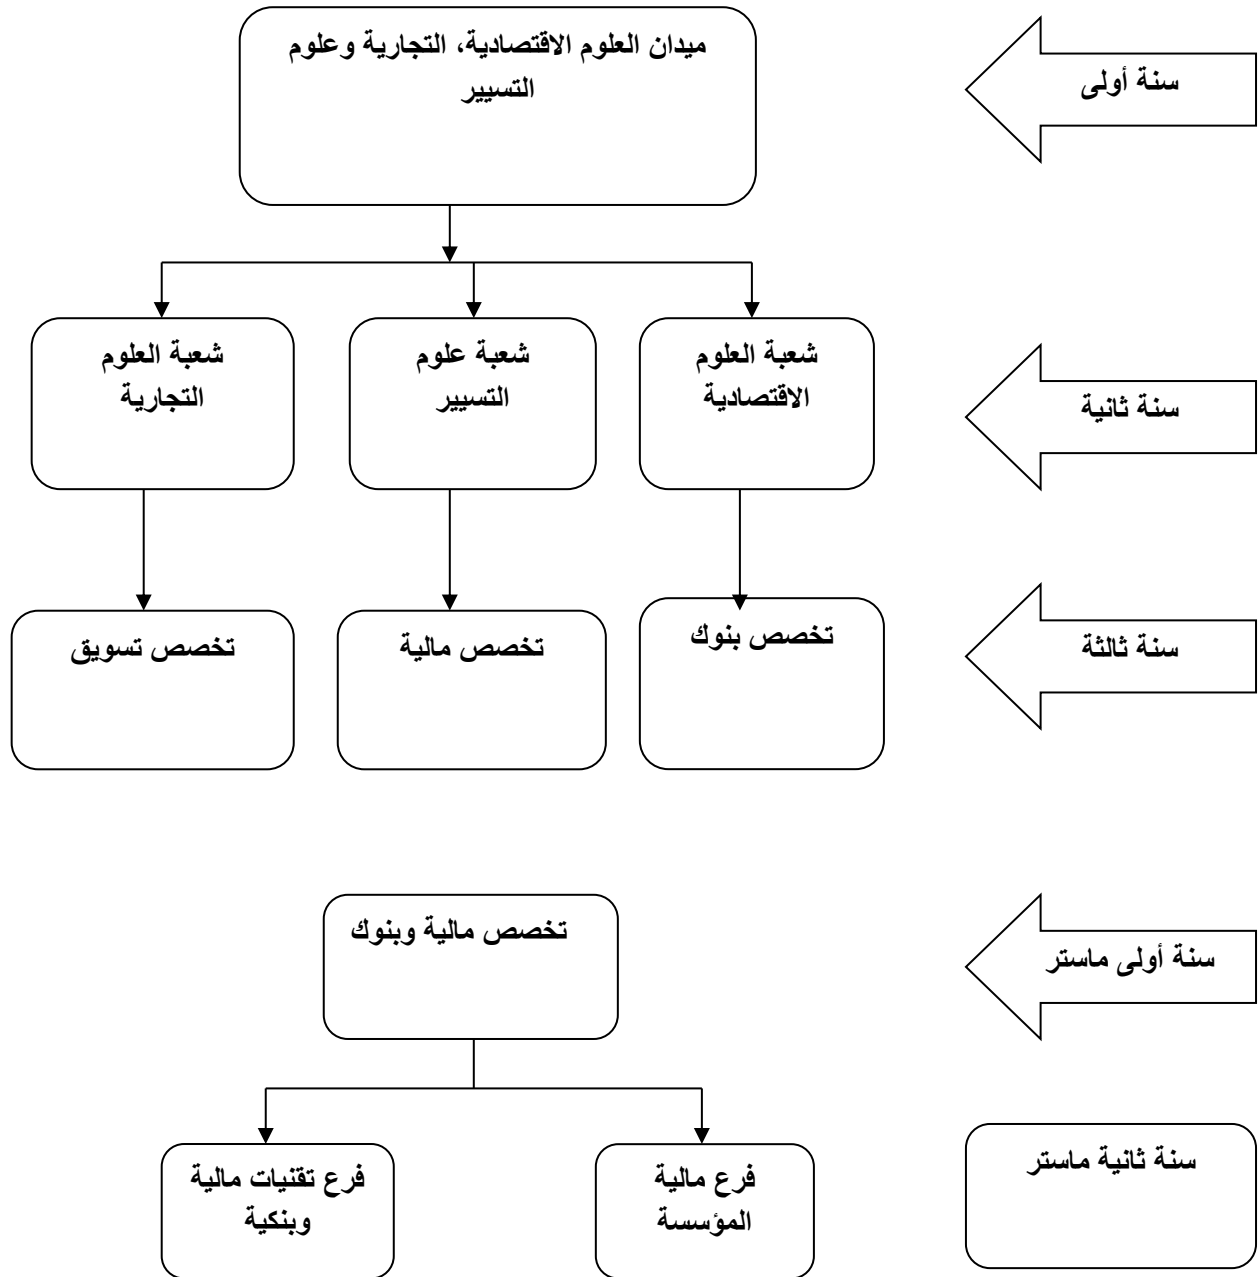 سنة أولى
ميدان العلوم الاقتصادية، التجارية وعلوم
التسيير
سنة ثانية
شعبة العلوم
الاقتصادية
شعبة علوم
التسيير
شعبة العلوم
التجارية
سنة ثالثة
تخصص بنوك
تخصص مالية
تخصص تسويق
سنة أولى ماستر
تخصص مالية وبنوك
سنة ثانية ماستر
فرع مالية
المؤسسة
فرع تقنيات مالية
وبنكية